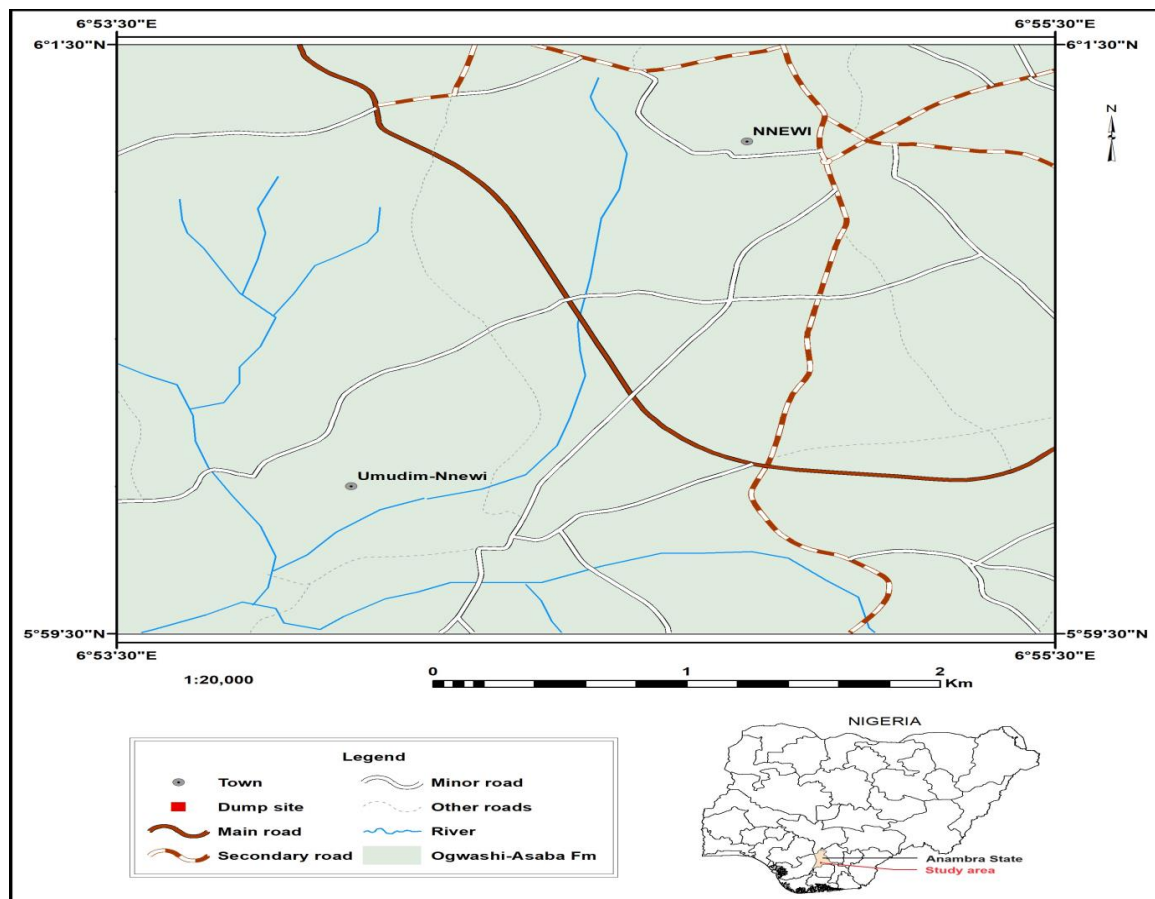 6°53'30"E
6°55'30"E
6°1'30"N
6°1'30"N
N
NNEWI
Umudim-Nnewi
5°59'30"N
5°59'30"N
6°53'30"E
6°55'30"E
1:20,000
0 1 2
Km
NIGERIA
Legend
Town
Minor road
Dump site
Other roads
Main road
River
Secondary road
Ogwashi-Asaba Fm
Anambra State
Study area